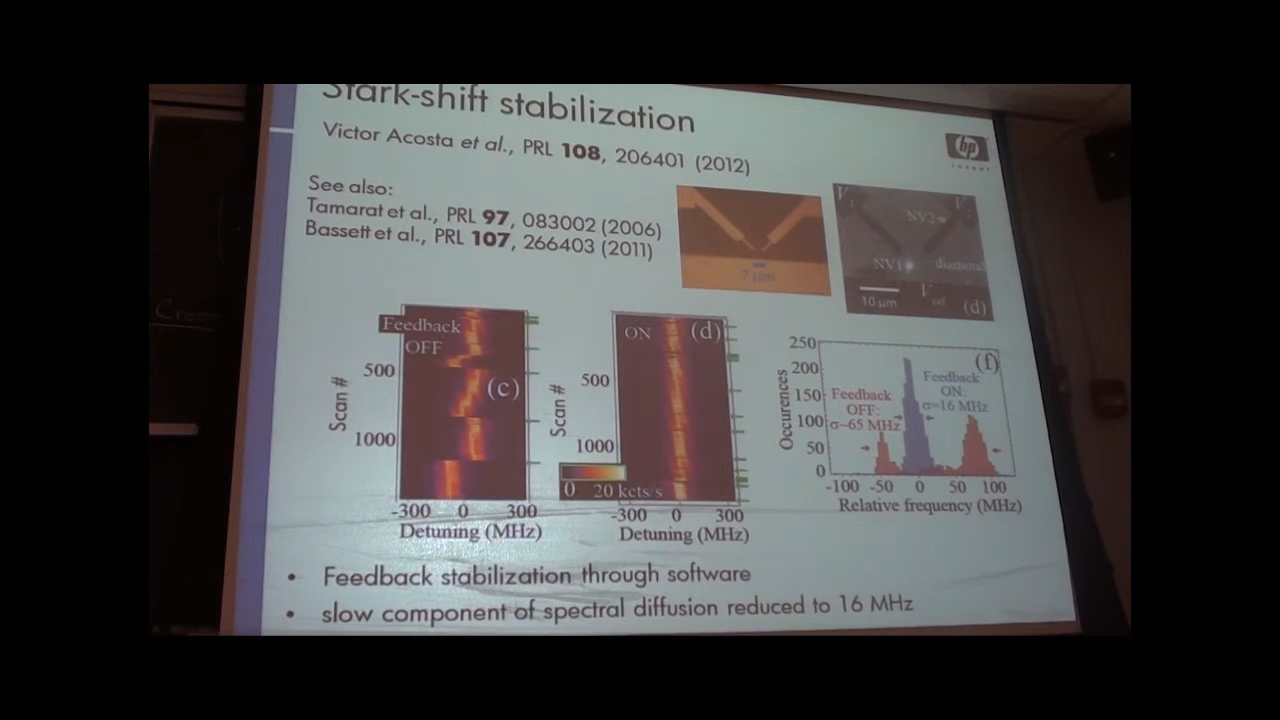 Stark-shift stabilization
Victor Acosta et al., PRL 108, 206401 (2012)
hp
invent
See also:
Tamarat et al., PRL 97, 083002 (2006)
Bassett et al., PRL 107, 266403 (2011)
7 µm
NV2
NV1
diamond
10 µm
V ref
(d)
Feedback
OFF
(c)
Scan #
500
1000
-300 0 300
Detuning (MHz)
ON
(d)
Scan #
500
1000
0 20 kcts/s
-300 0 300
Detuning (MHz)
(f)
Occurences
250
200
150
100
50
0
Feedback
OFF:
σ~65 MHz
Feedback
ON:
σ=16 MHz
-100 -50 0 50 100
Relative frequency (MHz)
• Feedback stabilization through software
• slow component of spectral diffusion reduced to 16 MHz